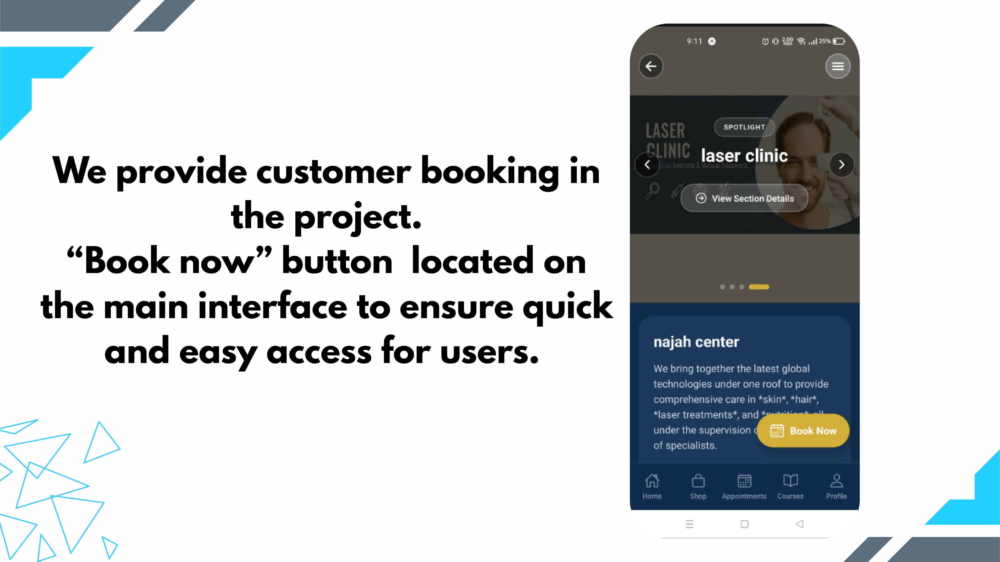 We provide customer booking in
the project.
“Book now” button  located on
the main interface to ensure quick
and easy access for users.
9:11
2.00
KB/S
25%
SPOTLIGHT
LASER
CLINIC
laser clinic
Aesthetic & Medical Treatments
View Section Details
najah center
We bring together the latest global
technologies under one roof to provide
comprehensive care in *skin*, *hair*,
*laser treatments*, and *nutrition*, all
under the supervision
of specialists.
Book Now
Home
Shop
Appointments
Courses
Profile